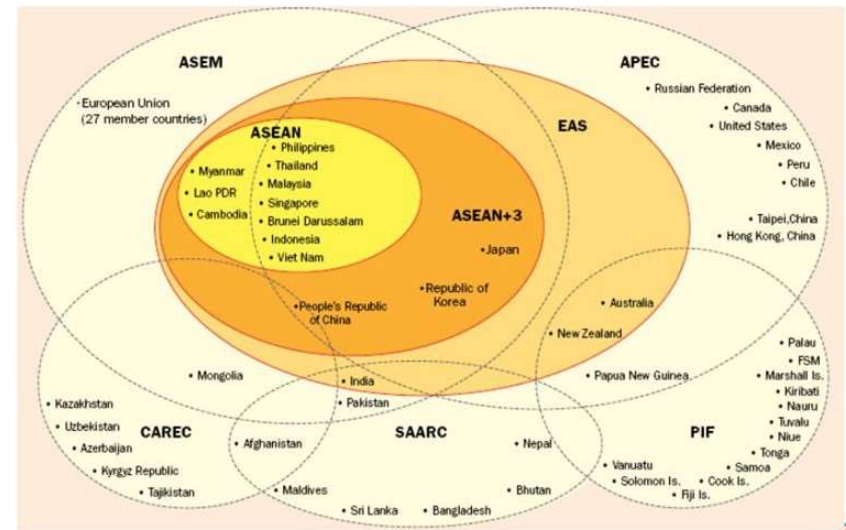 ASEM
APEC
• Russian Federation
• European Union
(27 member countries)
• Canada
• United States
EAS
ASEAN
• Philippines
• Mexico
• Thailand
• Peru
• Myanmar
• Malaysia
• Chile
• Lao PDR
• Singapore
• Cambodia
• Brunei Darussalam
ASEAN+3
• Taipei,China
• Indonesia
• Hong Kong, China
• Japan
• Viet Nam
• Republic of
Korea
• People's Republic
of China
• Australia
• New Zealand
• Palau
• FSM
• Mongolia
• India
• Papua New Guinea
• Marshall Is.
• Kiribati
• Pakistan
• Kazakhstan
• Nauru
• Uzbekistan
• Tuvalu
CAREC
SAARC
PIF
• Niue
• Azerbaijan
• Afghanistan
• Nepal
• Tonga
• Kyrgyz Republic
• Vanuatu
• Samoa
• Tajikistan
• Maldives
• Bhutan
• Solomon Is.
• Cook Is.
• Fiji Is.
• Sri Lanka
• Bangladesh